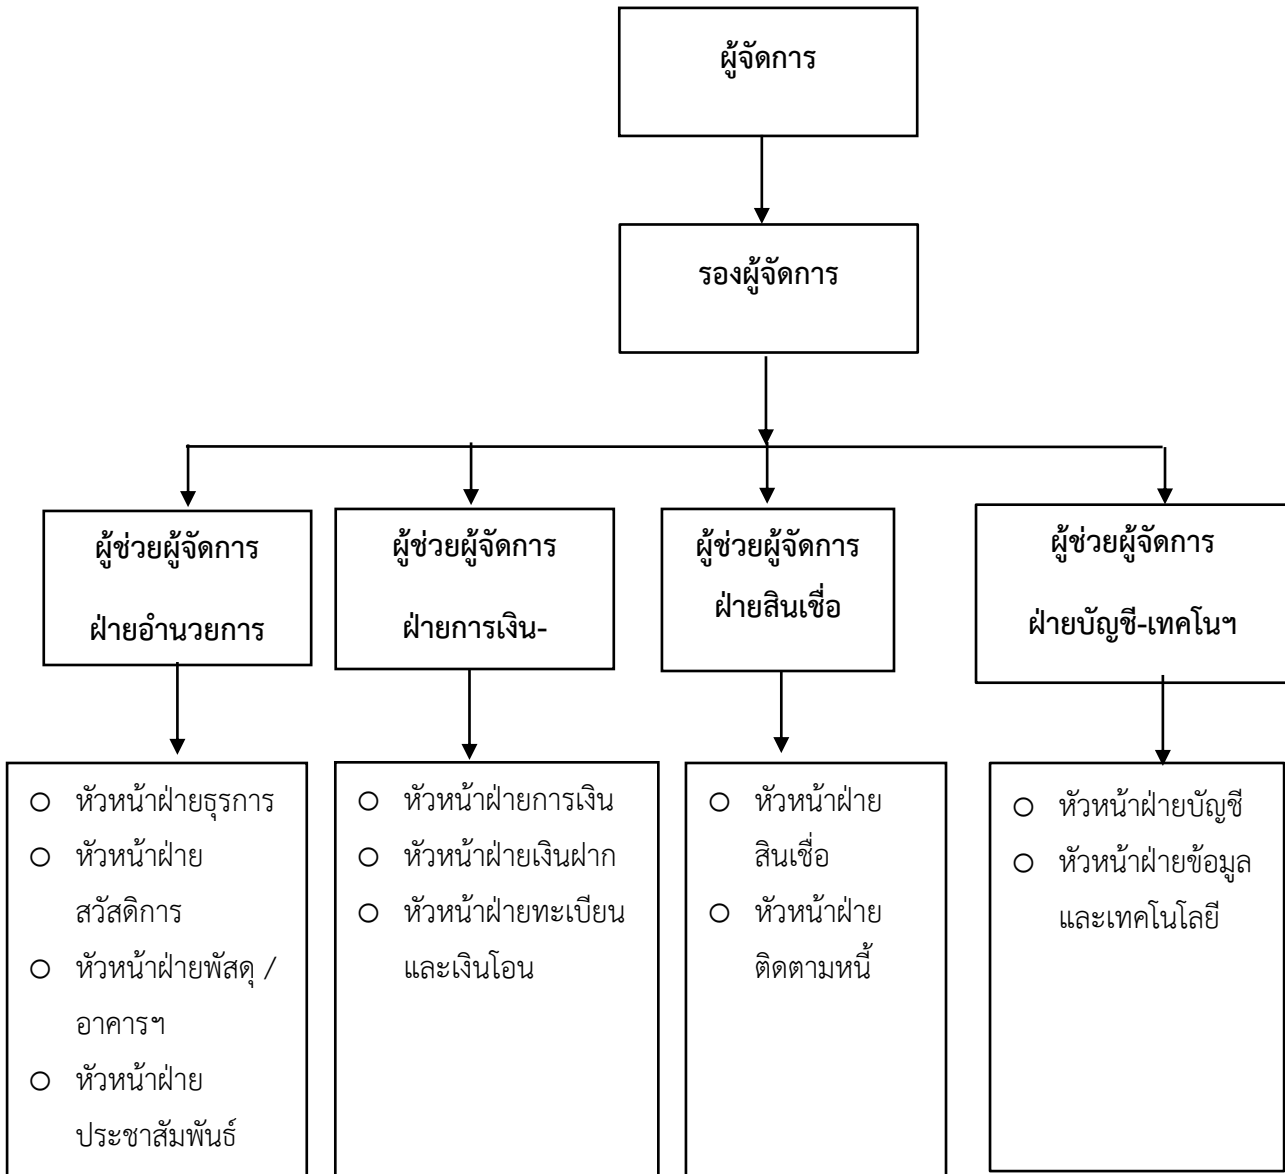 ผู้จัดการ
รองผู้จัดการ
ผู้ช่วยผู้จัดการ
ฝ่ายอำนวยการ
ผู้ช่วยผู้จัดการ
ฝ่ายการเงิน-
ผู้ช่วยผู้จัดการ
ฝ่ายสินเชื่อ
ผู้ช่วยผู้จัดการ
ฝ่ายบัญชี-เทคโนฯ
หัวหน้าฝ่ายธุรการ
หัวหน้าฝ่าย
สวัสดิการ
หัวหน้าฝ่ายพัสดุ /
อาคารฯ
หัวหน้าฝ่าย
ประชาสัมพันธ์
หัวหน้าฝ่ายการเงิน
หัวหน้าฝ่ายเงินฝาก
หัวหน้าฝ่ายทะเบียน
และเงินโอน
หัวหน้าฝ่าย
สินเชื่อ
หัวหน้าฝ่าย
ติดตามหนี้
หัวหน้าฝ่ายบัญชี
หัวหน้าฝ่ายข้อมูล
และเทคโนโลยี